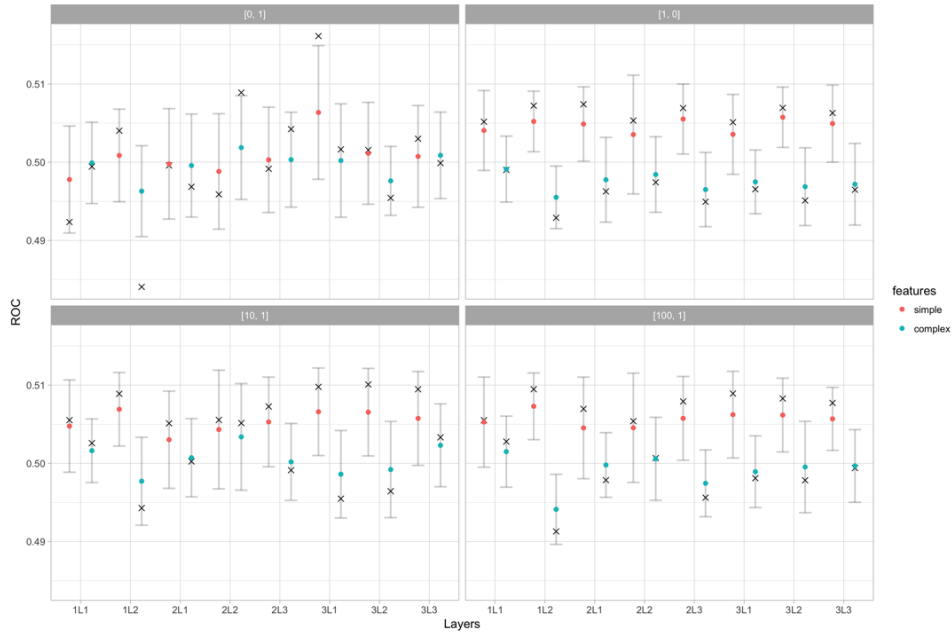 [0, 1]
[1, 0]
0.51
0.50
0.49
[10, 1]
[100, 1]
0.51
0.50
0.49
1L1 1L2 2L1 2L2 2L3 3L1 3L2 3L3
1L1 1L2 2L1 2L2 2L3 3L1 3L2 3L3
Layers
ROC
features
simple
complex